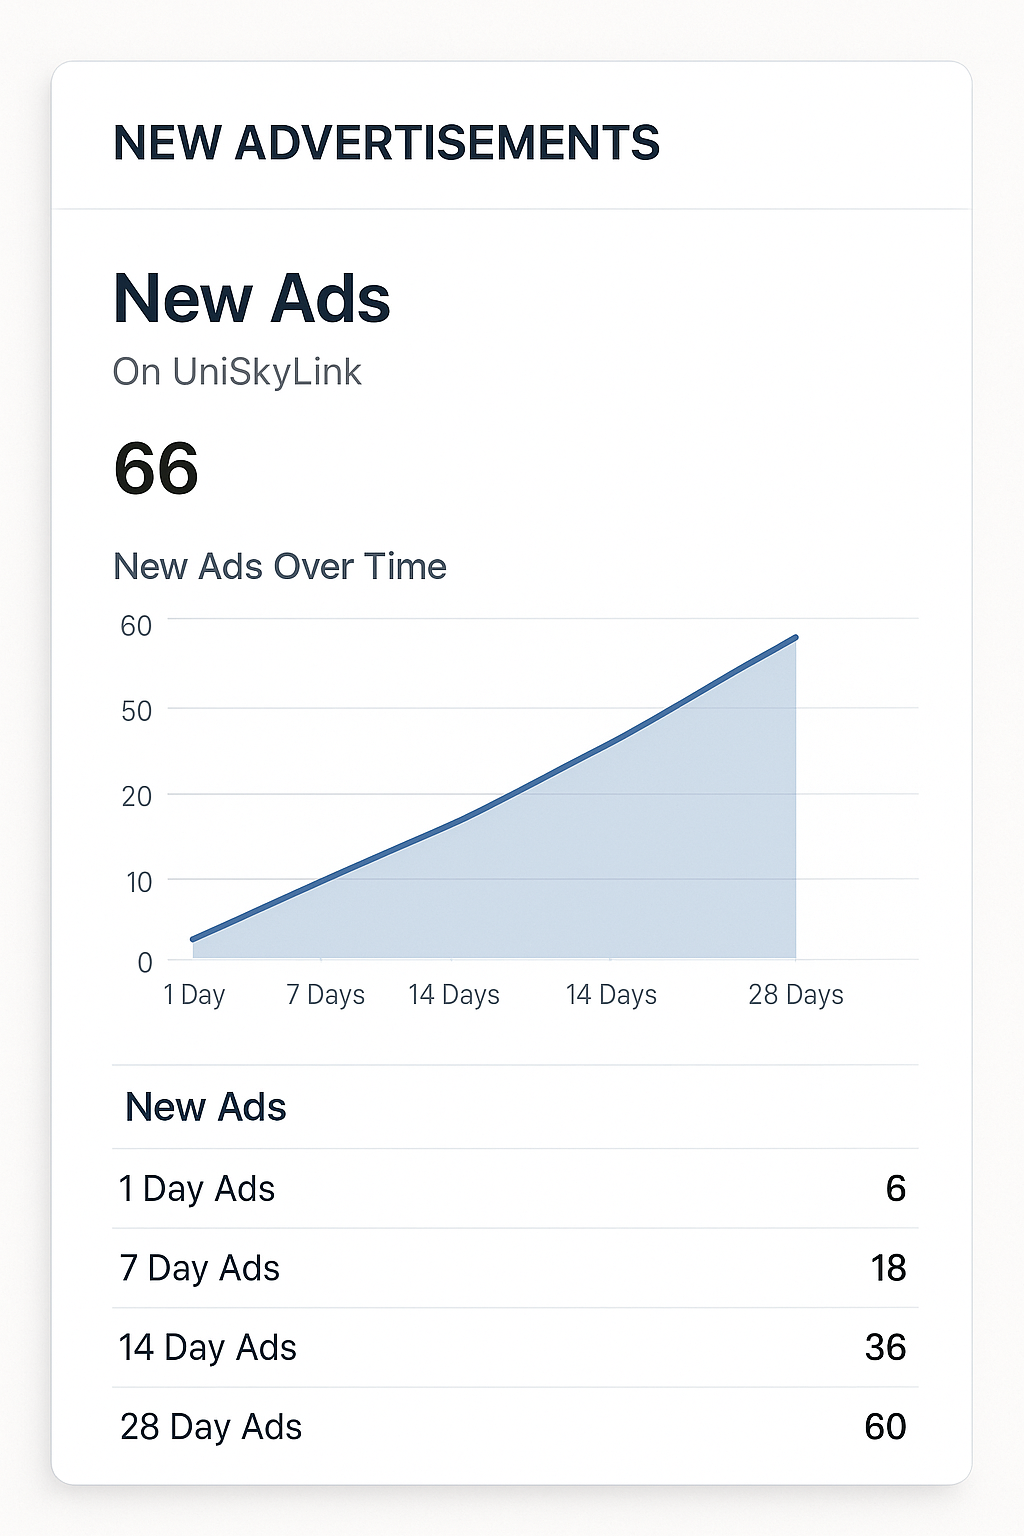 NEW ADVERTISEMENTS
New Ads
On UniSkyLink
66
New Ads Over Time
60
50
20
10
0
1 Day 7 Days 14 Days 14 Days 28 Days
New Ads
1 Day Ads 6
7 Day Ads 18
14 Day Ads 36
28 Day Ads 60